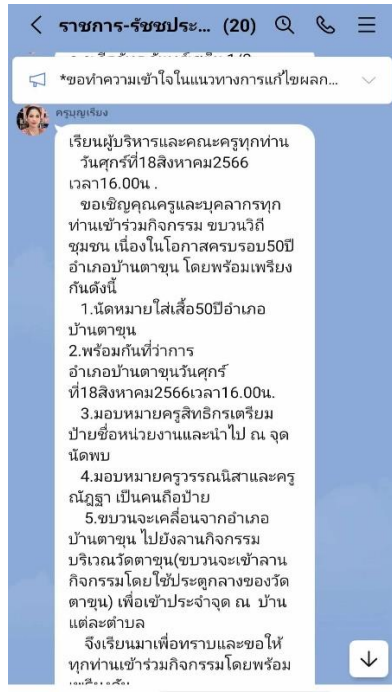 ราชการ-รัชชประ... (20)
*ขอทำความเข้าใจในแนวทางการแก้ไขผลก...
ครูบุญเรียง
เรียนผู้บริหารและคณะครูทุกท่าน
วันศุกร์ที่18สิงหาคม2566
เวลา16.00น .
ขอเชิญคุณครูและบุคลากรทุก
ท่านเข้าร่วมกิจกรรม ขบวนวิถี
ชุมชน เนื่องในโอกาสครบรอบ50ปี
อำเภอบ้านตาขุน โดยพร้อมเพรียง
กันดังนี้
1.นัดหมายใส่เสื้อ50ปีอำเภอ
บ้านตาขุน
2.พร้อมกันที่ว่าการ
อำเภอบ้านตาขุนวันศุกร์
ที่18สิงหาคม2566เวลา16.00น.
3.มอบหมายครูสิทธิกรเตรียม
ป้ายชื่อหน่วยงานและนำไป ณ จุด
นัดพบ
4.มอบหมายครูวรรณนิสาและครู
ณัฎฐา เป็นคนถือป้าย
5.ขบวนจะเคลื่อนจากอำเภอ
บ้านตาขุน ไปยังลานกิจกรรม
บริเวณวัดตาขุน(ขบวนจะเข้าลาน
กิจกรรมโดยใช้ประตูกลางของวัด
ตาขุน) เพื่อเข้าประจำจุด ณ บ้าน
แต่ละตำบล
จึงเรียนมาเพื่อทราบและขอให้
ทุกท่านเข้าร่วมกิจกรรมโดยพร้อม